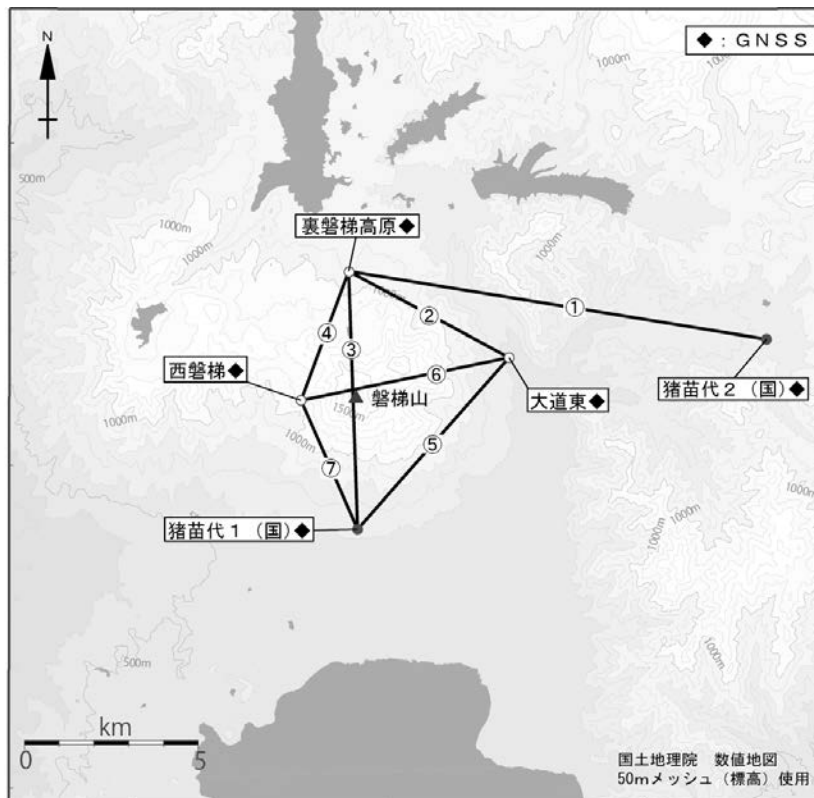 N
◆：ＧＮＳＳ
1000m
1000m
500m
1000m
裏磐梯高原◆
1000m
1000m
①
②
④
③
西磐梯◆
⑥
磐梯山
大道東◆
猪苗代２（国）◆
1500m
1000m
1000m
⑤
⑦
1000m
1000m
1000m
猪苗代１（国）◆
500m
1000m
km
0
5
国土地理院　数値地図
50mメッシュ（標高）使用